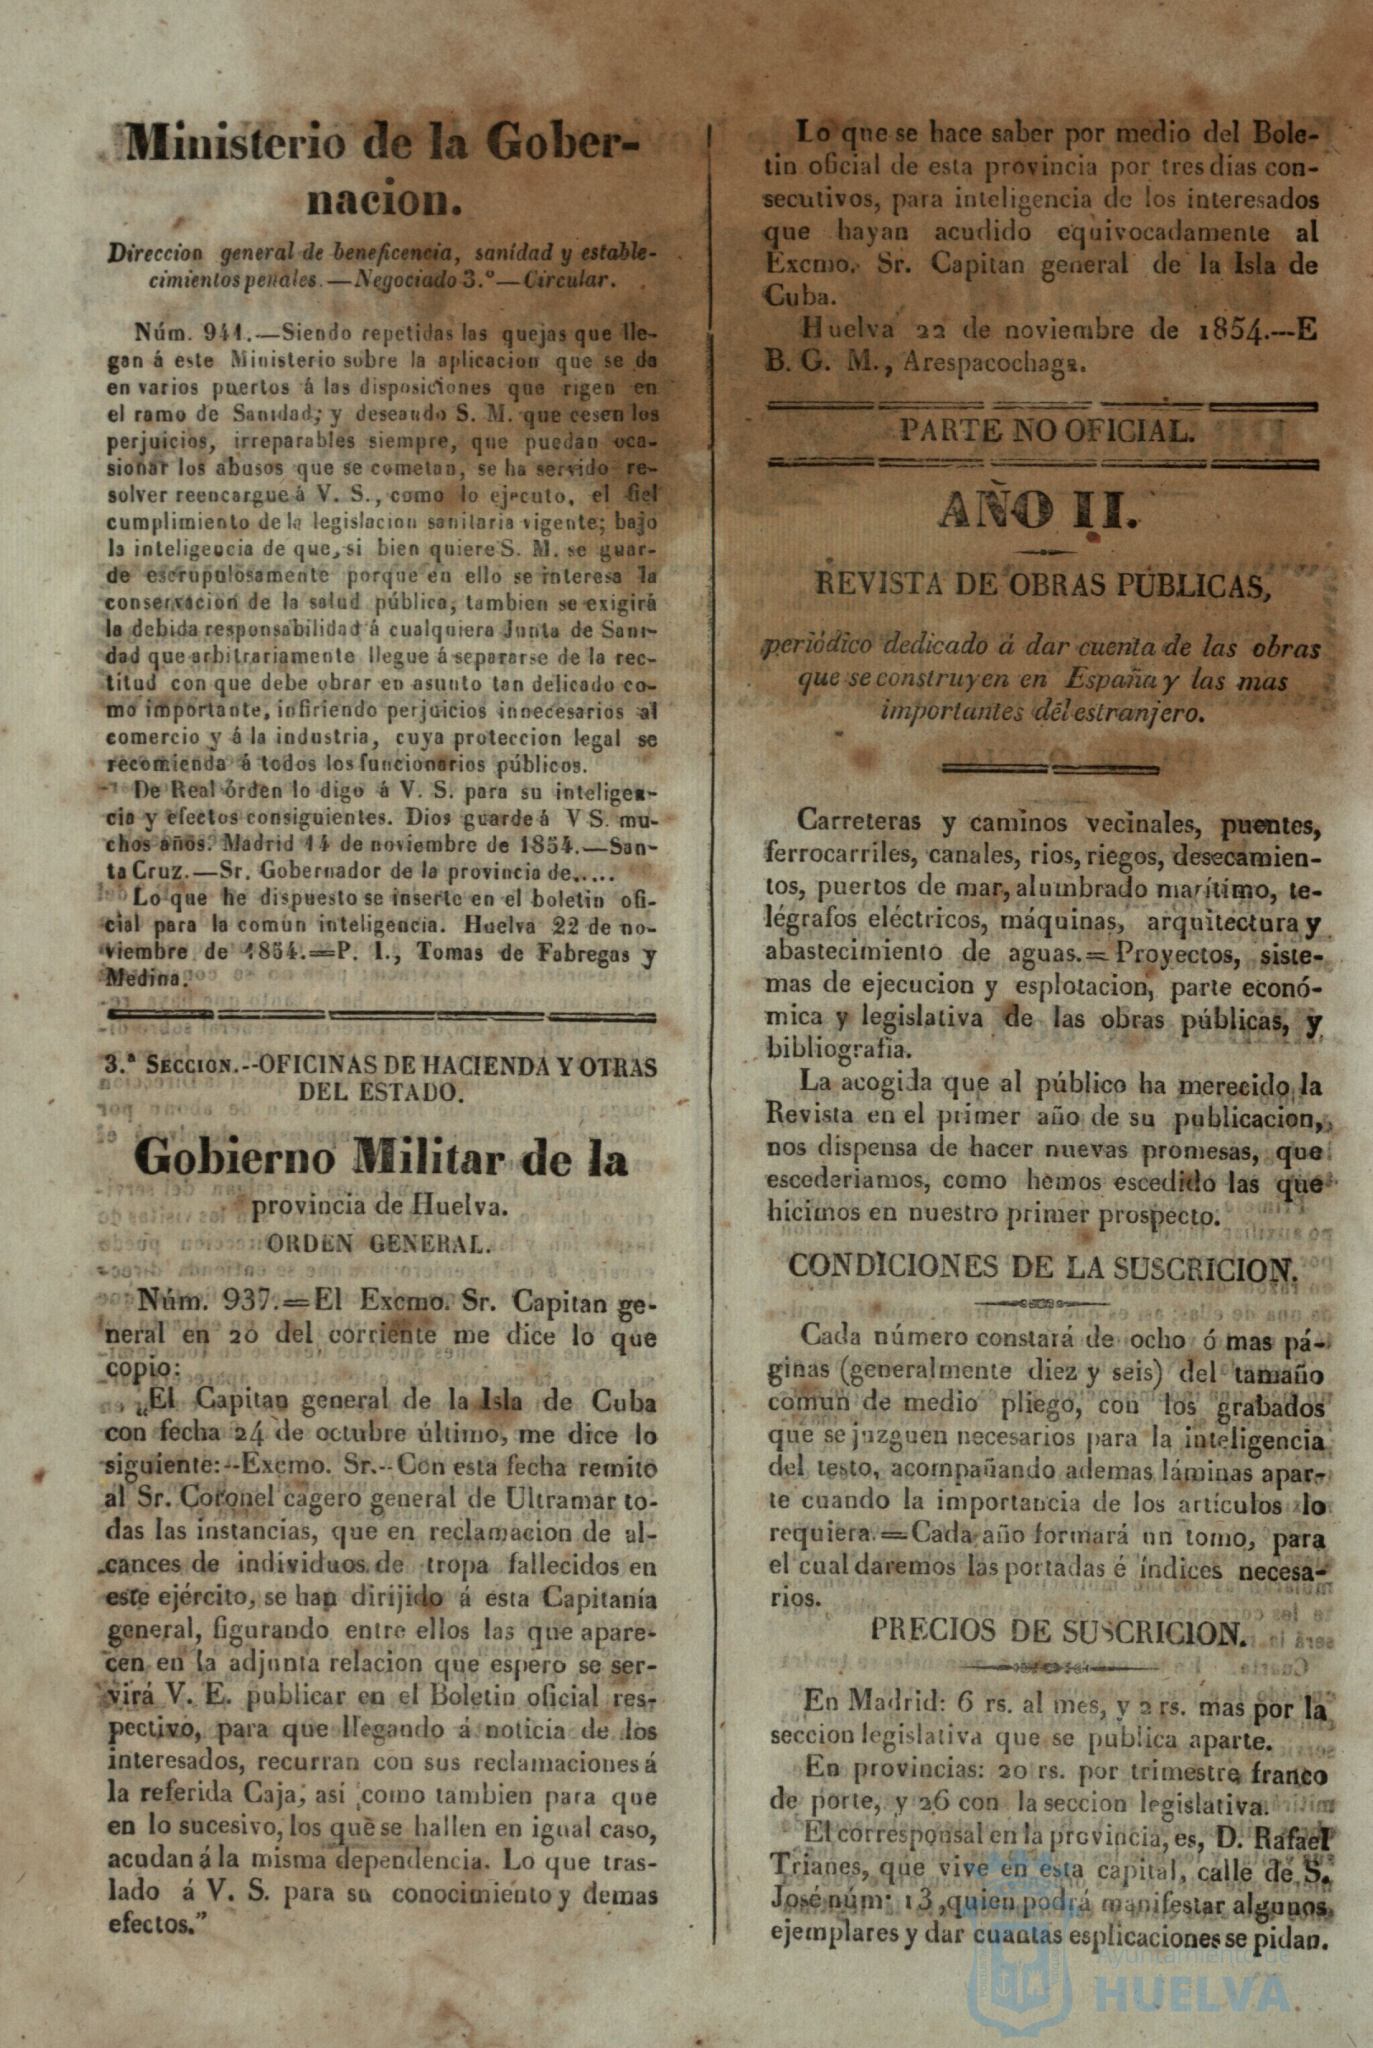 Ministerio de la Gober-
nacion.
Direccion general de beneficencia, sanidad y estable-
cimientos penales.—Negociado 3.º—Circular.
Núm. 941.—Siendo repetidas las quejas que lle-
gan á este Ministerio sobre la aplicacion que se da
en varios puertos á las disposiciones que rigen en
el ramo de Sanidad; y deseando S. M. que cesen los
perjuicios, irreparables siempre, que puedan oca-
sionar los abusos que se cometan, se ha servido re-
solver reencargue á V. S., como lo ejecuto, el fiel
cumplimiento de la legislacion sanitaria vigente; bajo
la inteligencia de que, si bien quiere S. M. se guar-
de escrupulosamente porque en ello se interesa la
conservacion de la salud pública, tambien se exigirá
la debida responsabilidad á cualquiera Junta de Sani-
dad que arbitrariamente llegue á separarse de la rec-
titud con que debe obrar en asunto tan delicado co-
mo importante, infiriendo perjuicios innecesarios al
comercio y á la industria, cuya proteccion legal se
recomienda á todos los funcionarios públicos.
De Real órden lo digo á V. S. para su inteligen-
cia y efectos consiguientes. Dios guarde á V S. mu-
chos años. Madrid 14 de noviembre de 1854.—San-
ta Cruz.—Sr. Gobernador de la provincia de.....
Lo que he dispuesto se inserte en el boletin ofi-
cial para la comun inteligencia. Huelva 22 de no-
viembre de 1854.=P. I., Tomas de Fabregas y
Medina.
3.ª SECCION.--OFICINAS DE HACIENDA Y OTRAS
DEL ESTADO.
Gobierno Militar de la
provincia de Huelva.
ORDEN GENERAL.
Núm. 937.=El Excmo. Sr. Capitan ge-
neral en 20 del corriente me dice lo que
copio:
„El Capitan general de la Isla de Cuba
con fecha 24 de octubre último, me dice lo
siguiente:--Excmo. Sr.--Con esta fecha remito
al Sr. Coronel cagero general de Ultramar to-
das las instancias, que en reclamacion de al-
cances de individuos de tropa fallecidos en
este ejército, se han dirijido á esta Capitanía
general, figurando entre ellos las que apare-
cen en la adjunta relacion que espero se ser-
virá V. E. publicar en el Boletin oficial res-
pectivo, para que llegando á noticia de los
interesados, recurran con sus reclamaciones á
la referida Caja, asi como tambien para que
en lo sucesivo, los que se hallen en igual caso,
acudan á la misma dependencia. Lo que tras-
lado á V. S. para su conocimiento y demas
efectos.”
Lo que se hace saber por medio del Bole-
tin oficial de esta provincia por tres dias con-
secutivos, para inteligencia de los interesados
que hayan acudido equivocadamente al
Excmo. Sr. Capitan general de la Isla de
Cuba.
Huelva 22 de noviembre de 1854.---E
B. G. M., Arespacochaga.
PARTE NO OFICIAL.
AÑO II.
REVISTA DE OBRAS PÚBLICAS,
periódico dedicado á dar cuenta de las obras
que se construyen en España y las mas
importantes del estranjero.
Carreteras y caminos vecinales, puentes,
ferrocarriles, canales, rios, riegos, desecamien-
tos, puertos de mar, alumbrado marítimo, te-
légrafos eléctricos, máquinas, arquitectura y
abastecimiento de aguas.=Proyectos, siste-
mas de ejecucion y esplotacion, parte econó-
mica y legislativa de las obras públicas, y
bibliografia.
La acogida que al público ha merecido la
Revista en el primer año de su publicacion,
nos dispensa de hacer nuevas promesas, que
escederiamos, como hemos escedido las que
hicimos en nuestro primer prospecto.
CONDICIONES DE LA SUSCRICION.
Cada número constará de ocho ó mas pá-
ginas (generalmente diez y seis) del tamaño
comun de medio pliego, con los grabados
que se juzguen necesarios para la inteligencia
del testo, acompañando ademas láminas apar-
te cuando la importancia de los artículos lo
requiera.=Cada año formará un tomo, para
el cual daremos las portadas é índices necesa-
rios.
PRECIOS DE SUSCRICION.
En Madrid: 6 rs. al mes, y 2 rs. mas por la
seccion legislativa que se publica aparte.
En provincias: 20 rs. por trimestre franco
de porte, y 26 con la seccion legislativa.
El corresponsal en la provincia, es, D. Rafael
Trianes, que vive en esta capital, calle de S.
José núm: 13, quien podrá manifestar algunos
ejemplares y dar cuantas esplicaciones se pidan.
Ayuntamiento de
HUELVA